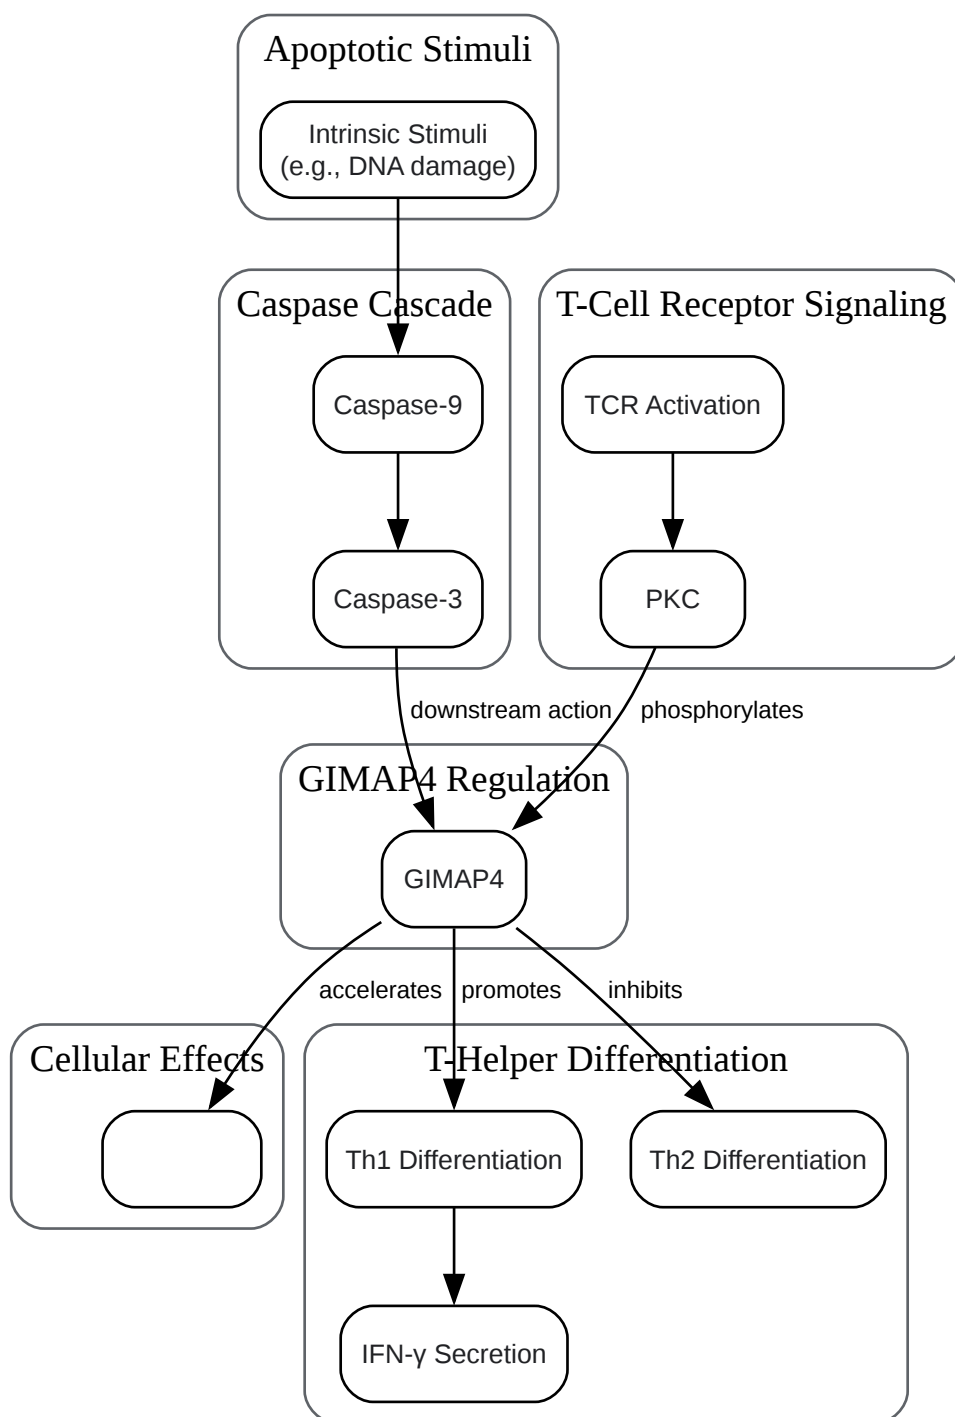 Apoptotic Stimuli
Intrinsic Stimuli
(e.g., DNA damage)
Caspase Cascade
T-Cell Receptor Signaling
Caspase-9
TCR Activation
Caspase-3
PKC
downstream action
phosphorylates
GIMAP4 Regulation
GIMAP4
accelerates
promotes
inhibits
Cellular Effects
T-Helper Differentiation
Th1 Differentiation
Th2 Differentiation
IFN-γ Secretion